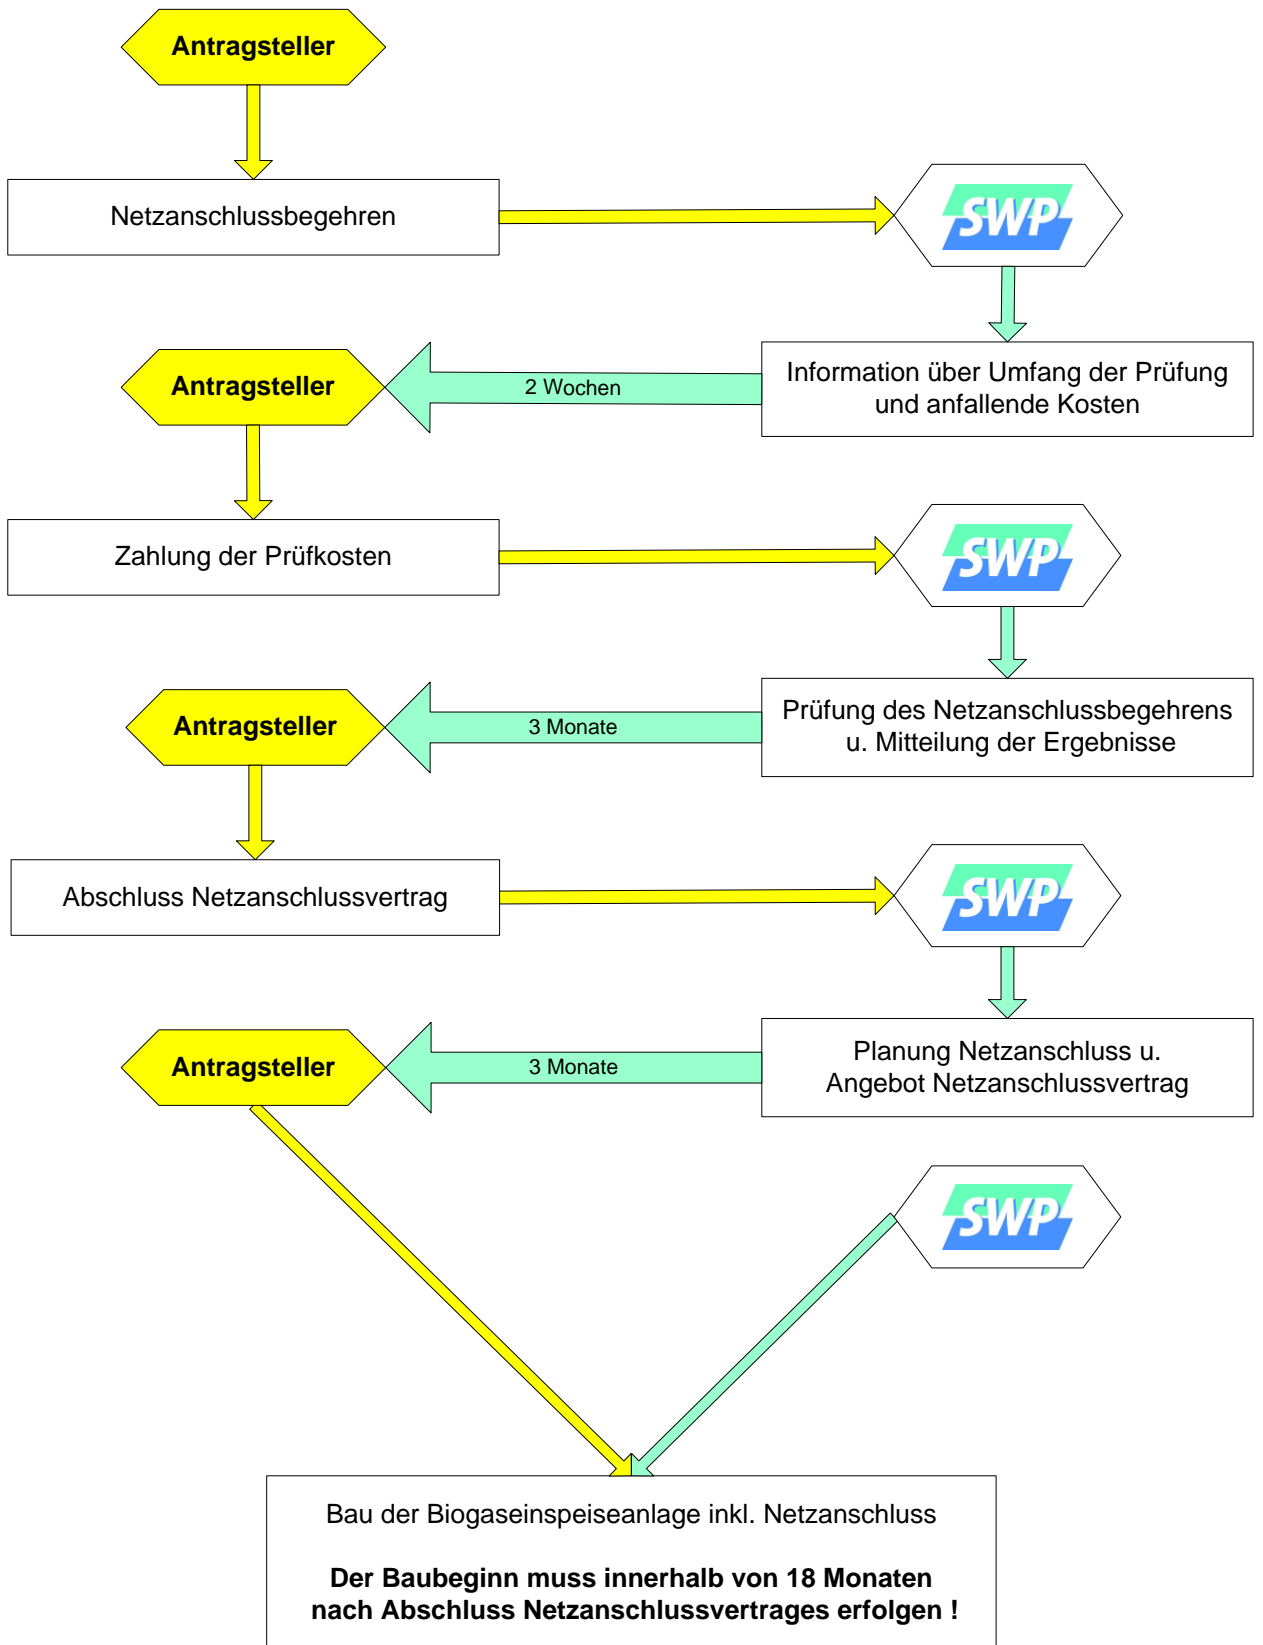 Antragsteller
Netzanschlussbegehren
SWP
Information über Umfang der Prüfung
und anfallende Kosten
2 Wochen
Antragsteller
Zahlung der Prüfkosten
SWP
Prüfung des Netzanschlussbegehrens
u. Mitteilung der Ergebnisse
3 Monate
Antragsteller
Abschluss Netzanschlussvertrag
SWP
Planung Netzanschluss u.
Angebot Netzanschlussvertrag
3 Monate
Antragsteller
SWP
Bau der Biogaseinspeiseanlage inkl. Netzanschluss
Der Baubeginn muss innerhalb von 18 Monaten
nach Abschluss Netzanschlussvertrages erfolgen !